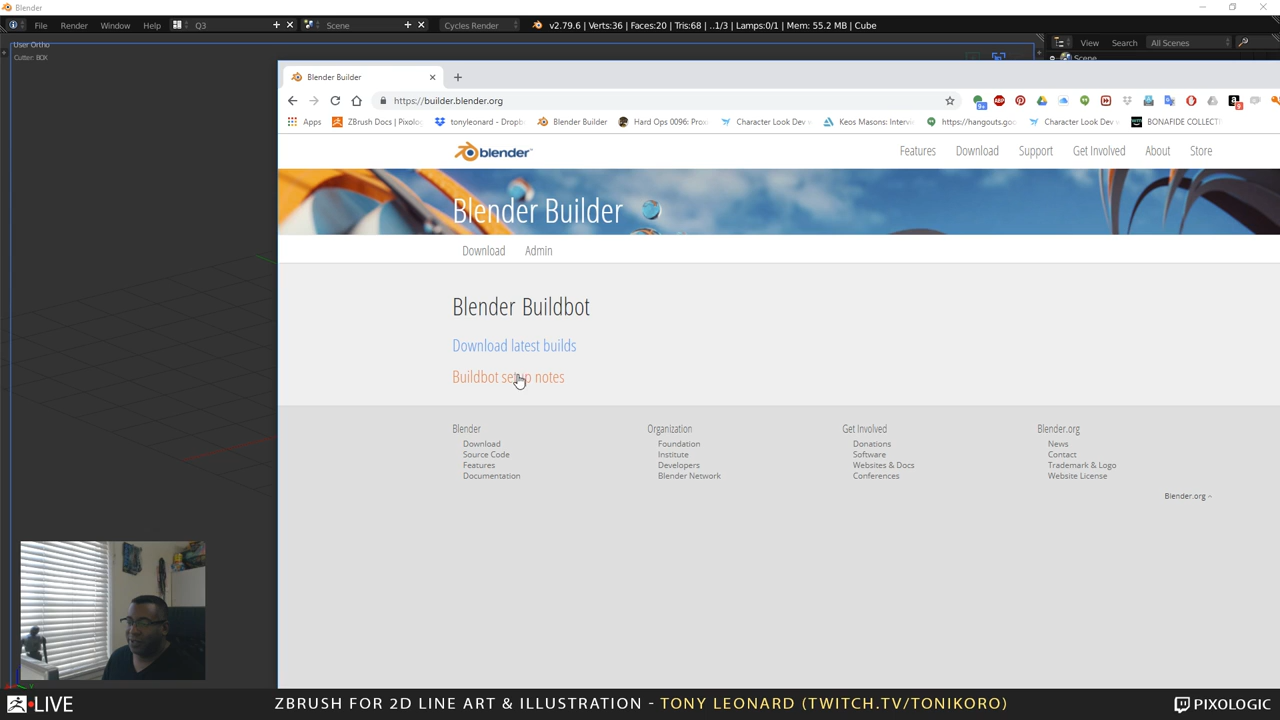 Blender
File Render Window Help Q3 Scene Cycles Render v2.79.6 | Verts:36 | Faces:20 | Tris:68 | ..1/3 | Lamps:0/1 | Mem: 55.2 MB | Cube
User Ortho
View Search All Scenes
Cutter: BOX
Scene
Blender Builder
https://builder.blender.org
Apps ZBrush Docs | Pixolog tonyleonard - Dropb Blender Builder Hard Ops 0096: Prox Character Look Dev Keos Masons: Intervi https://hangouts.goo Character Look Dev BONAFIDE COLLECT
blender Features Download Support Get Involved About Store
Blender Builder
Download Admin
Blender Buildbot
Download latest builds
Buildbot setup notes
Blender Organization Get Involved Blender.org
Download Foundation Donations News
Source Code Institute Software Contact
Features Developers Websites & Docs Trademark & Logo
Documentation Blender Network Conferences Website License
Blender.org ^
LIVE ZBRUSH FOR 2D LINE ART & ILLUSTRATION - TONY LEONARD (TWITCH.TV/TONIKORO) PIXOLOGIC